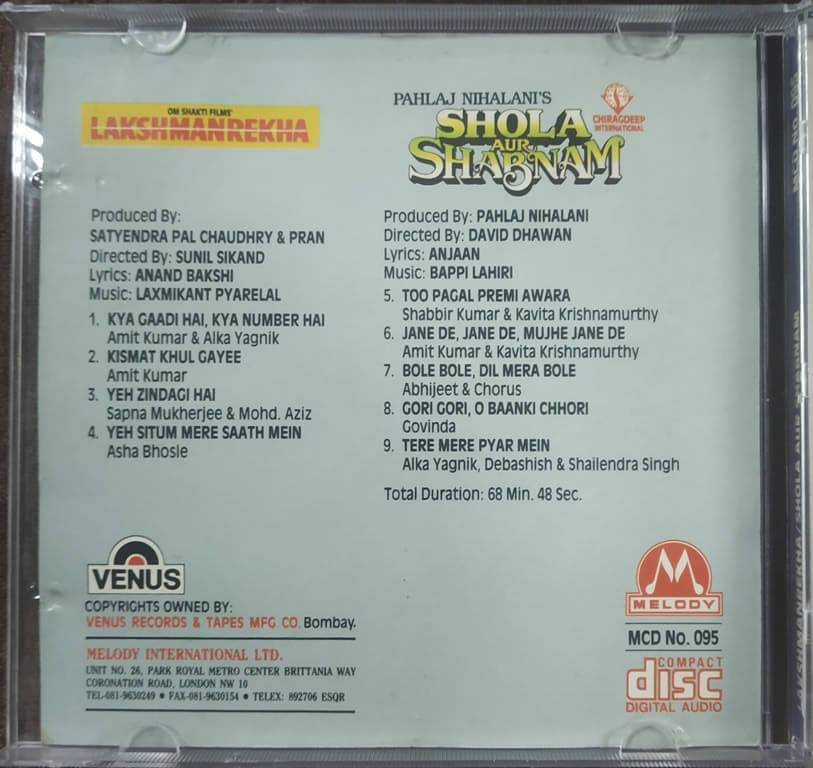 OM SHAKTI FILMS'
LAKSHMANREKHA
Produced By:
SATYENDRA PAL CHAUDHRY & PRAN
Directed By: SUNIL SIKAND
Lyrics: ANAND BAKSHI
Music: LAXMIKANT PYARELAL
1. KYA GAADI HAI, KYA NUMBER HAI
Amit Kumar & Alka Yagnik
2. KISMAT KHUL GAYEE
Amit Kumar
3. YEH ZINDAGI HAI
Sapna Mukherjee & Mohd. Aziz
4. YEH SITUM MERE SAATH MEIN
Asha Bhosle
PAHLAJ NIHALANI'S
SHOLA
AUR
SHABNAM
CHIRAGDEEP
INTERNATIONAL
Produced By: PAHLAJ NIHALANI
Directed By: DAVID DHAWAN
Lyrics: ANJAAN
Music: BAPPI LAHIRI
5. TOO PAGAL PREMI AWARA
Shabbir Kumar & Kavita Krishnamurthy
6. JANE DE, JANE DE, MUJHE JANE DE
Amit Kumar & Kavita Krishnamurthy
7. BOLE BOLE, DIL MERA BOLE
Abhijeet & Chorus
8. GORI GORI, O BAANKI CHHORI
Govinda
9. TERE MERE PYAR MEIN
Alka Yagnik, Debashish & Shailendra Singh
Total Duration: 68 Min. 48 Sec.
VENUS
COPYRIGHTS OWNED BY:
VENUS RECORDS & TAPES MFG. CO. Bombay.
MELODY INTERNATIONAL LTD.
UNIT NO. 26, PARK ROYAL METRO CENTER BRITTANIA WAY
CORONATION ROAD, LONDON NW 10
TEL-081-9630249 • FAX-081-9630154 • TELEX: 892706 ESQR
MELODY
MCD No. 095
COMPACT
disc
DIGITAL AUDIO
MCD NO. 095
LAKSHMANREKHA/SHOLA AUR SHABNAM